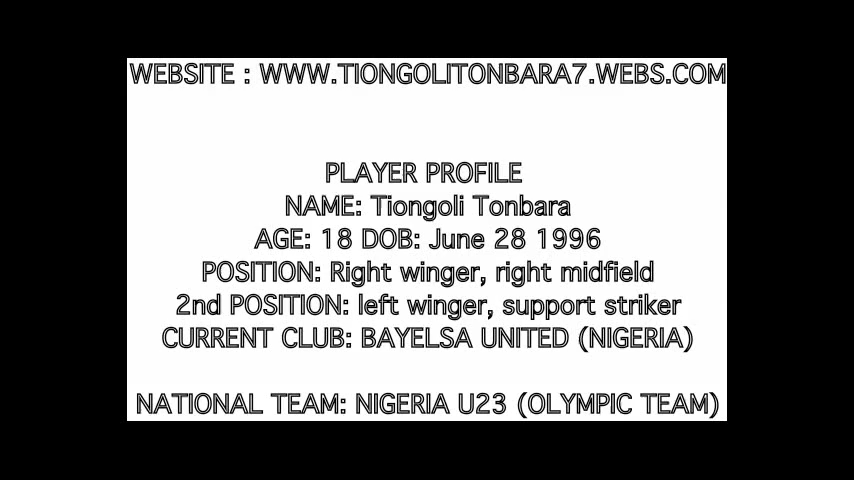 WEBSITE : WWW.TIONGOLITONBARA7.WEBS.COM
PLAYER PROFILE
NAME: Tiongoli Tonbara
AGE: 18 DOB: June 28 1996
POSITION: Right winger, right midfield
2nd POSITION: left winger, support striker
CURRENT CLUB: BAYELSA UNITED (NIGERIA)
NATIONAL TEAM: NIGERIA U23 (OLYMPIC TEAM)